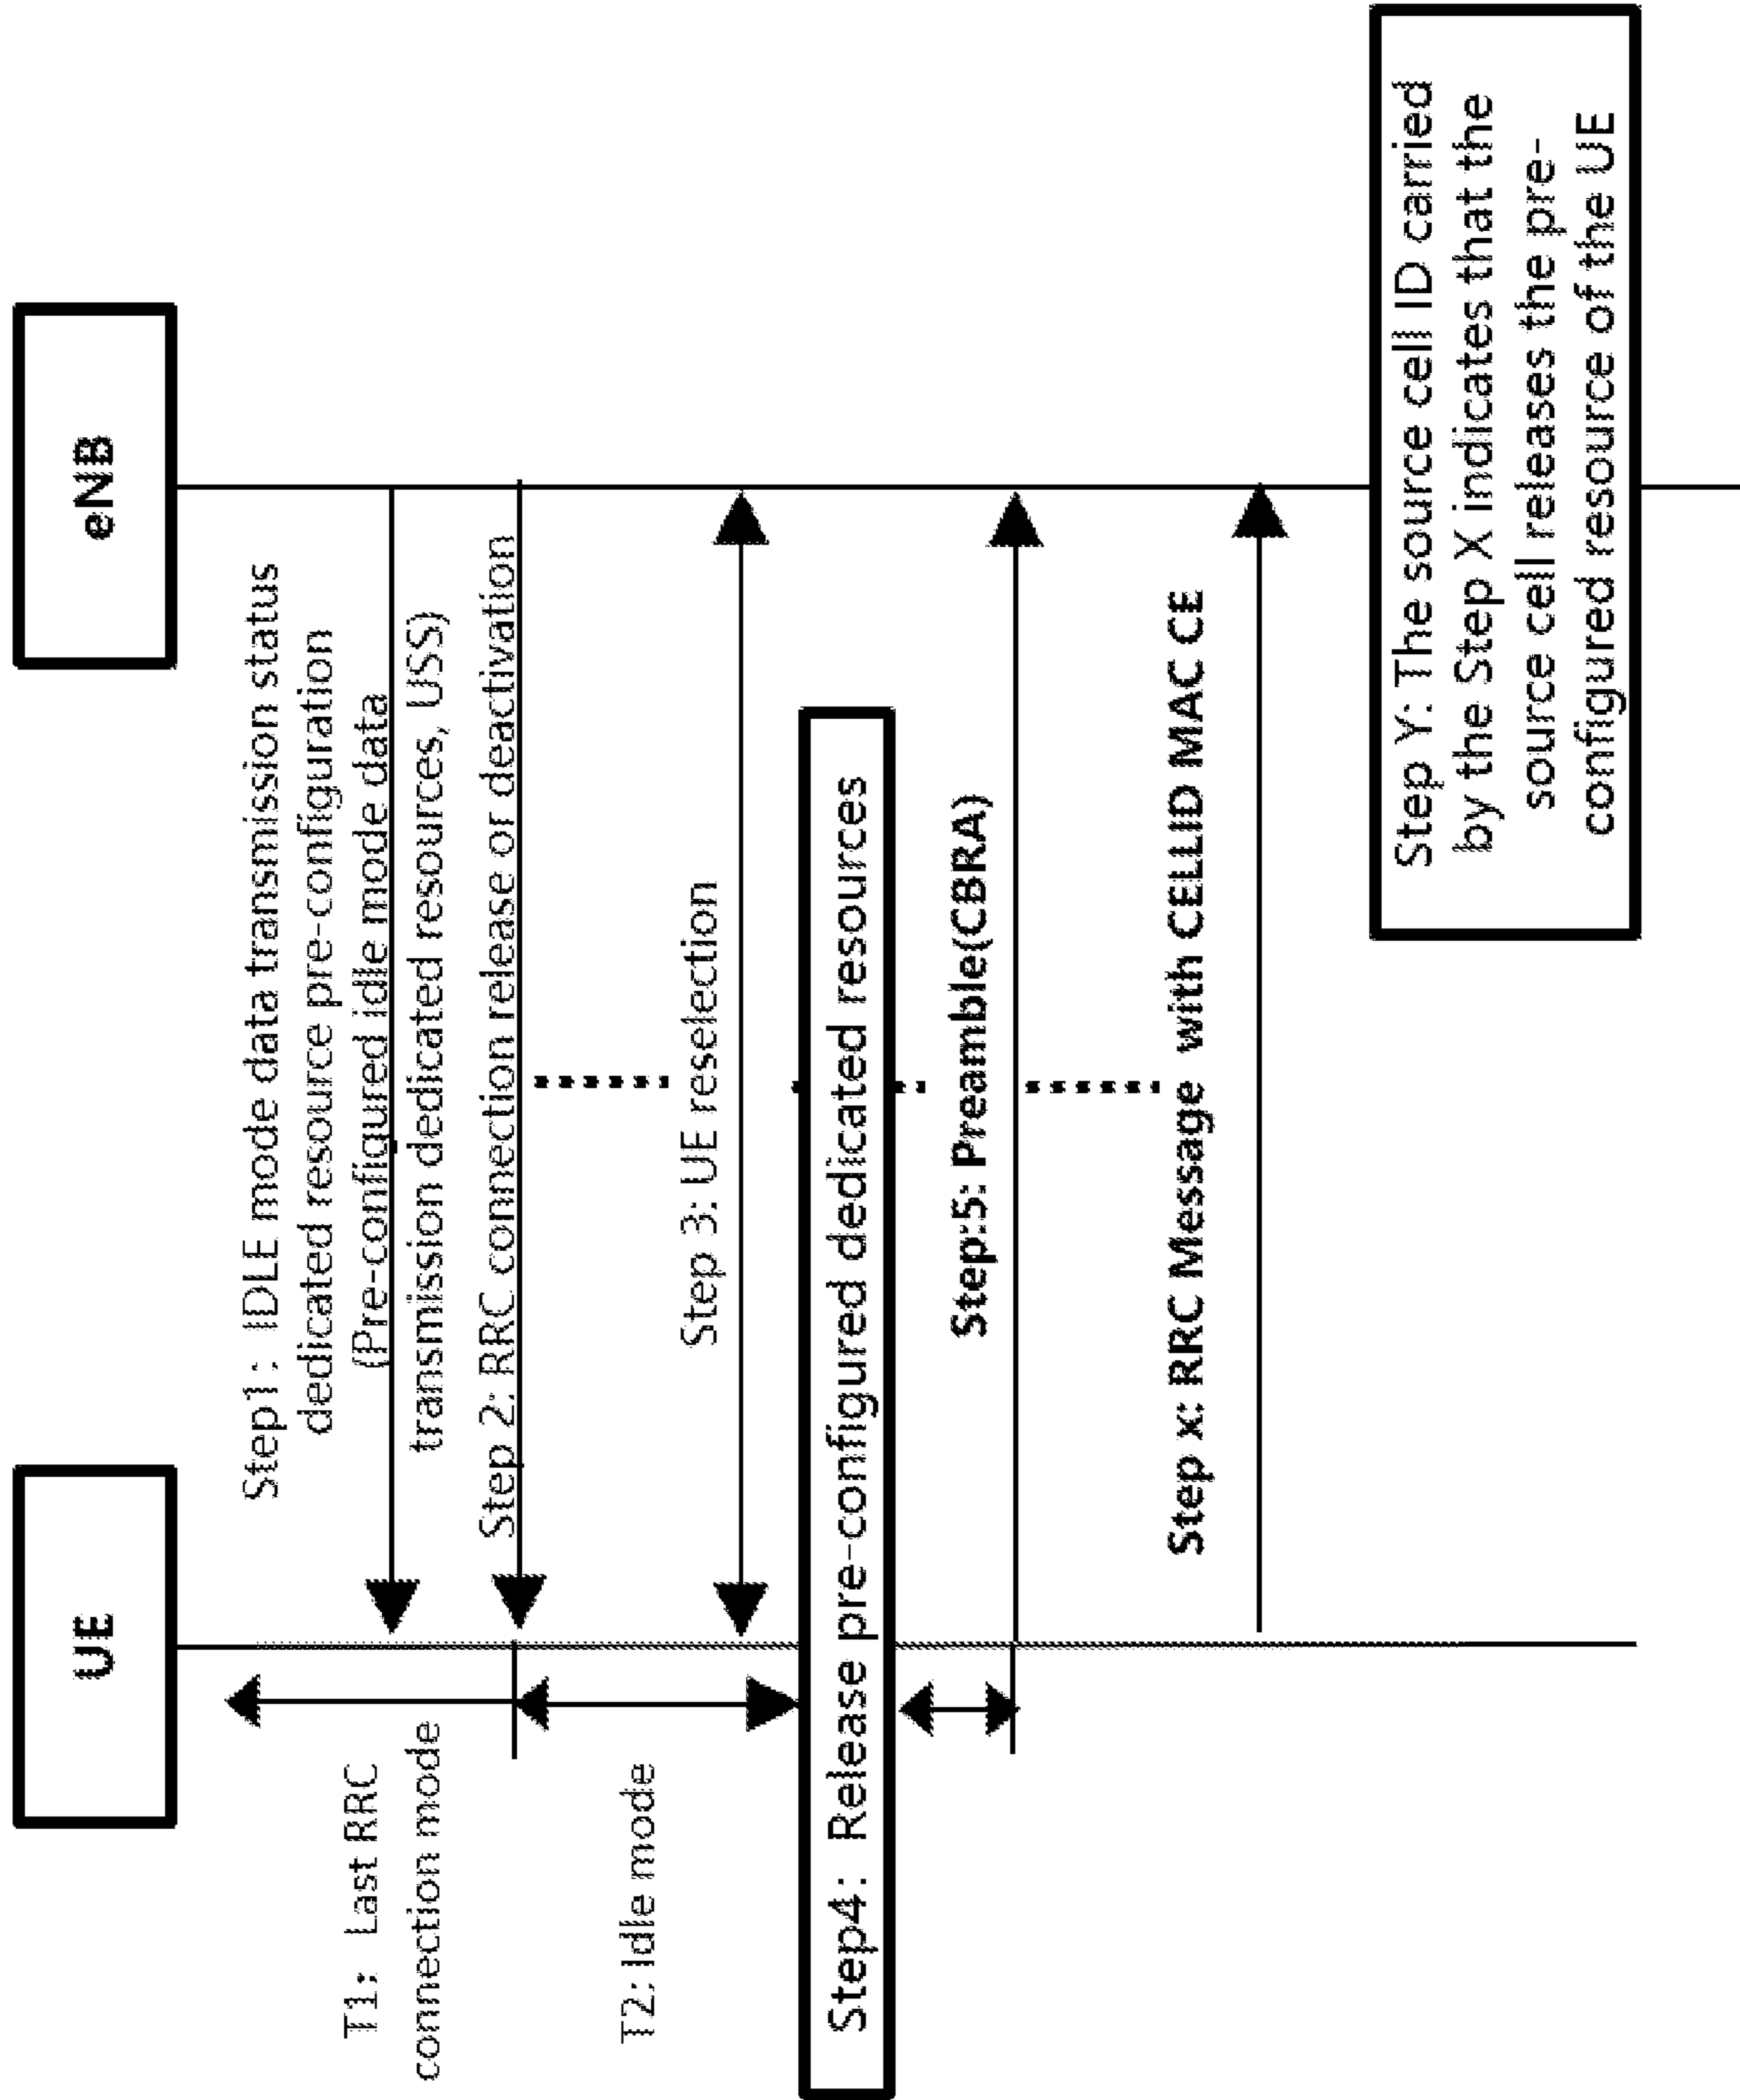 UE
eNB
Step1: IDLE mode data transmission status
dedicated resource pre-configuration
(Pre-configured idle mode data
transmission dedicated resources, USS)
T1: Last RRC
connection mode
Step 2: RRC connection release or deactivation
T2: Idle mode
Step 3: UE reselection
Step4: Release pre-configured dedicated resources
Step:5: Preamble(CBRA)
Step x: RRC Message with CELLID MAC CE
Step Y: The source cell ID carried
by the Step X indicates that the
source cell releases the pre-
configured resource of the UE